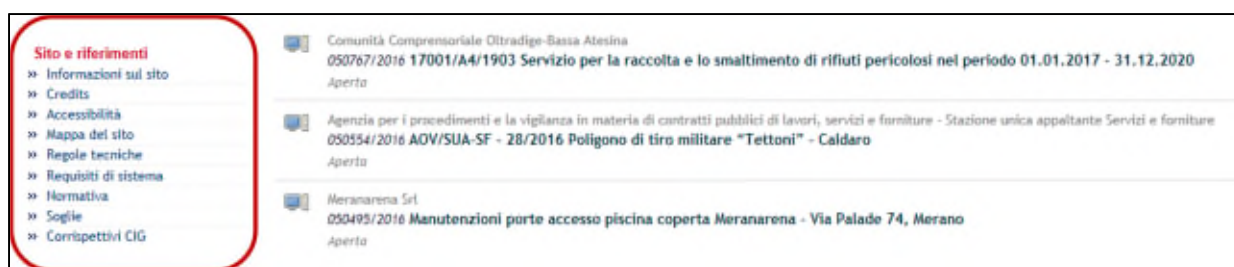 Sito e riferimenti
» Informazioni sul sito
» Credits
» Accessibilità
» Mappa del sito
» Regole tecniche
» Requisiti di sistema
» Normativa
» Soglie
» Corrispettivi CIG
Comunità Comprensoriale Oltradige-Bassa Atesina
050767/2016 17001/A4/1903 Servizio per la raccolta e lo smaltimento di rifiuti pericolosi nel periodo 01.01.2017 - 31.12.2020
Aperta
Agenzia per i procedimenti e la vigilanza in materia di contratti pubblici di lavori, servizi e forniture - Stazione unica appaltante Servizi e forniture
050554/2016 AOV/SUA-SF - 28/2016 Poligono di tiro militare “Tettoni” - Caldaro
Aperta
Meranarena Srl
050495/2016 Manutenzioni porte accesso piscina coperta Meranarena - Via Palade 74, Merano
Aperta